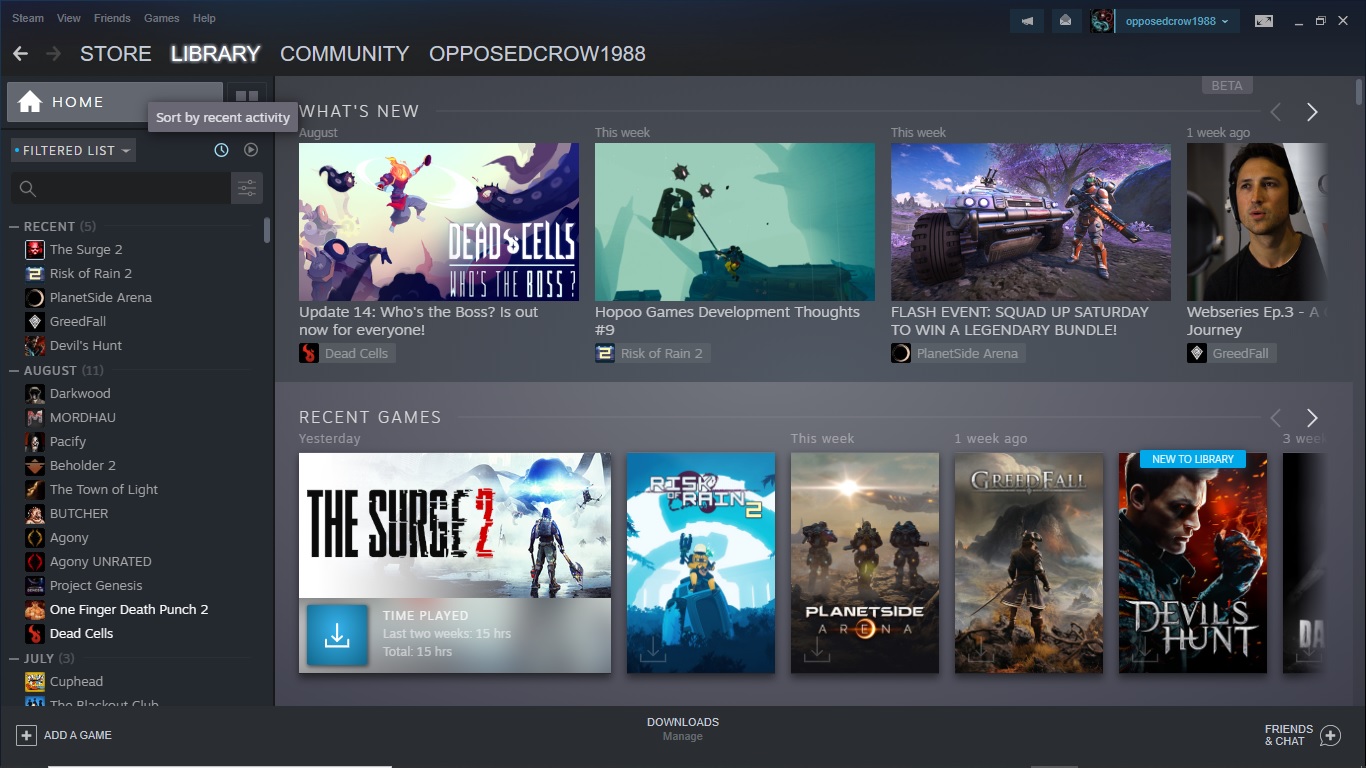 Steam View Friends Games Help
opposedcrow1988
STORE LIBRARY COMMUNITY OPPOSEDCROW1988
HOME
Sort by recent activity
FILTERED LIST
RECENT (5)
The Surge 2
Risk of Rain 2
PlanetSide Arena
GreedFall
Devil's Hunt
AUGUST (11)
Darkwood
MORDHAU
Pacify
Beholder 2
The Town of Light
BUTCHER
Agony
Agony UNRATED
Project Genesis
One Finger Death Punch 2
Dead Cells
JULY (3)
Cuphead
The Blackout Club
BETA
WHAT'S NEW
August
DEAD CELLS
WHO'S THE BOSS?
Update 14: Who's the Boss? Is out
now for everyone!
Dead Cells
This week
Hopoo Games Development Thoughts
#9
Risk of Rain 2
This week
FLASH EVENT: SQUAD UP SATURDAY
TO WIN A LEGENDARY BUNDLE!
PlanetSide Arena
1 week ago
Webseries Ep.3 - A
Journey
GreedFall
RECENT GAMES
Yesterday
THE SURGE 2
TIME PLAYED
Last two weeks: 15 hrs
Total: 15 hrs
RISK
OF RAIN
2
This week
PLANETSIDE
ARENA
1 week ago
GREEDFALL
NEW TO LIBRARY
DEVIL'S
HUNT
3 week
DA
ADD A GAME
DOWNLOADS
Manage
FRIENDS
& CHAT